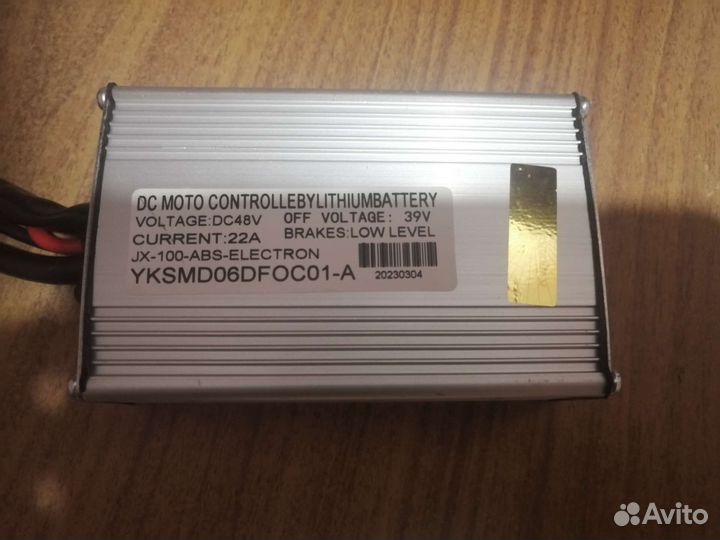 DC MOTO CONTROLLEBYLITHIUMBATTERY
VOLTAGE:DC48V OFF VOLTAGE: 39V
CURRENT:22A BRAKES:LOW LEVEL
JX-100-ABS-ELECTRON
YKSMD06DFOC01-A 20230304
Avito